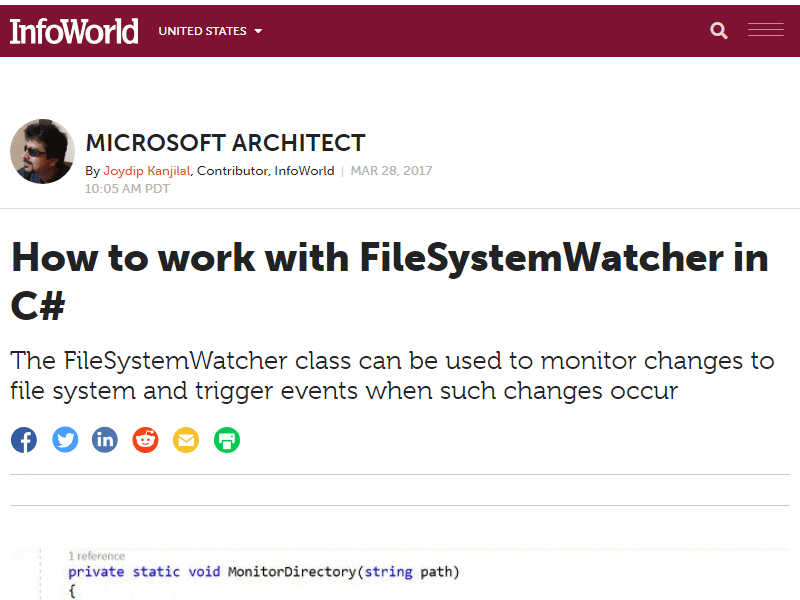 InfoWorld UNITED STATES
MICROSOFT ARCHITECT
By Joydip Kanjilal, Contributor, InfoWorld | MAR 28, 2017
10:05 AM PDT
How to work with FileSystemWatcher in
C#
The FileSystemWatcher class can be used to monitor changes to
file system and trigger events when such changes occur
1 reference
private static void MonitorDirectory(string path)
{